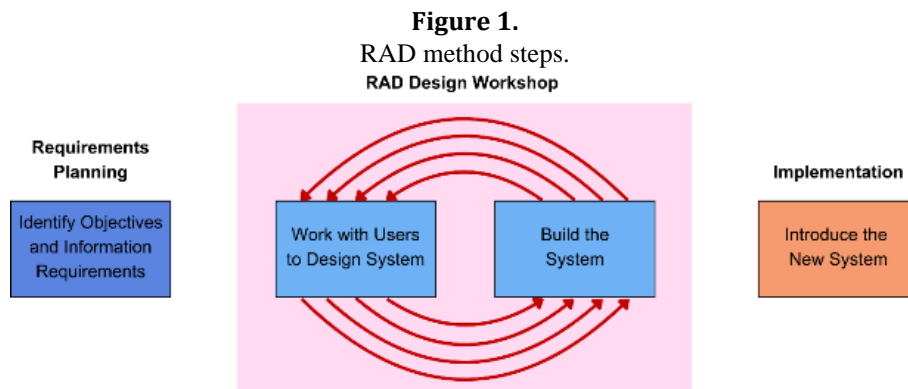 Figure 1.
RAD method steps.
RAD Design Workshop
Requirements
Planning
Identify Objectives
and Information
Requirements
Work with Users
to Design System
Build the
System
Implementation
Introduce the
New System